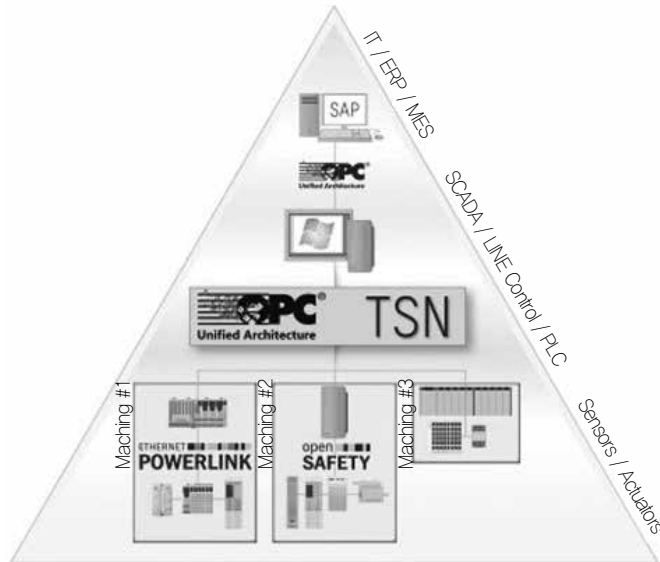 IT / ERP / MES
SAP
OPC®
Unified Architecture
SCADA / LINE Control / PLC
OPC®
Unified Architecture
TSN
Maching #1
ETHERNET
POWERLINK
Maching #2
open
SAFETY
Maching #3
Sensors / Actuators